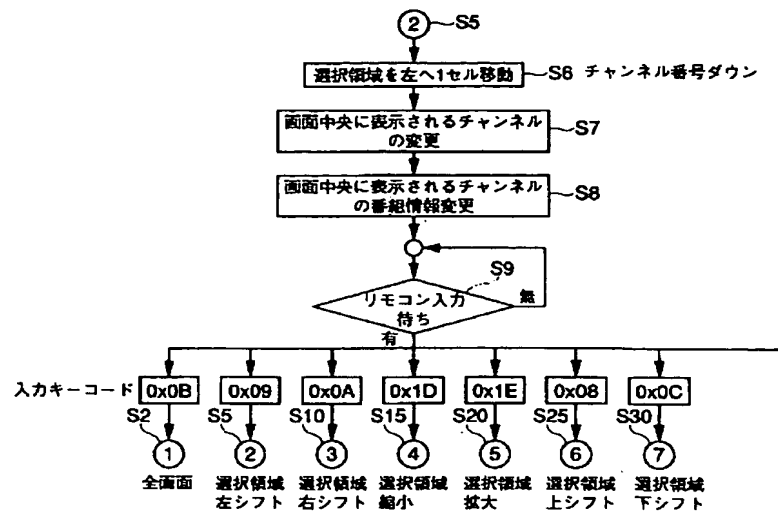 2 S5
選択領域を左へ1セル移動 S6 チャンネル番号ダウン
画面中央に表示されるチャンネル
の変更
S7
画面中央に表示されるチャンネル
の番組情報変更
S8
S9
リモコン入力
待ち
無
有
入力キーコード 0x0B 0x09 0x0A 0x1D 0x1E 0x08 0x0C
S2 S5 S10 S15 S20 S25 S30
1 2 3 4 5 6 7
全画面 選択領域 選択領域 選択領域 選択領域 選択領域 選択領域
左シフト 右シフト 縮小 拡大 上シフト 下シフト